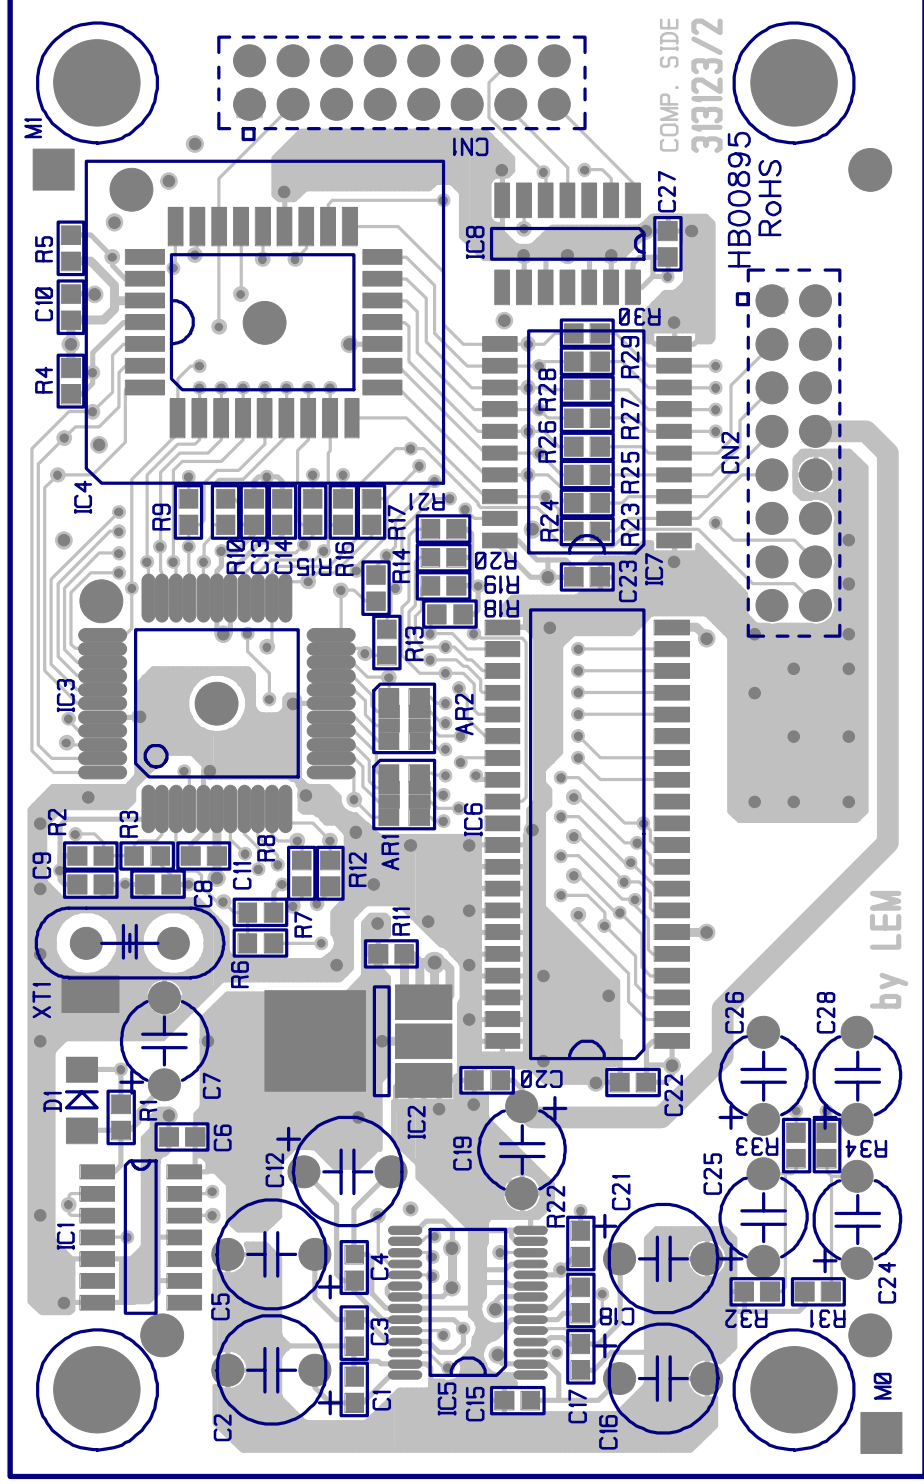 COMP. SIDE
313123/2
HB00895
RoHS
M1
CN1
R5
C10
R4
IC4
IC8
C27
R30
R29
R28
R27
R26
R25
R24
R23
CN2
IC7
C23
R9
R10
C13
C14
R15
R16
R17
R21
R20
R19
R18
R14
R13
IC3
AR2
AR1
IC6
R2
R3
C9
C8
C11
R8
R12
R7
R6
R11
XT1
by LEM
C7
D1
R1
C6
IC1
IC2
C12
C20
C19
C22
C26
C28
R33
R34
C25
C24
R32
R31
R22
C21
C5
C4
C3
C2
C1
IC5
C15
C18
C17
C16
M0
+
+
+
+
+
+
+
+
+
+
+